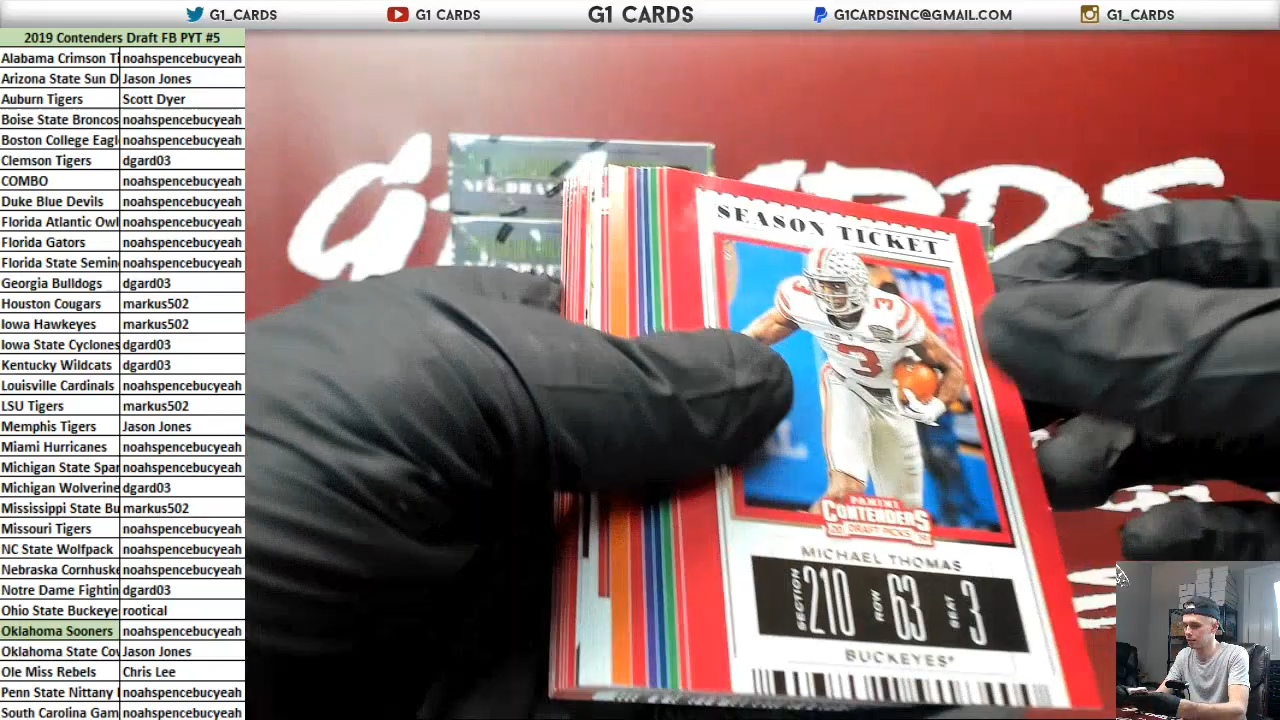 G1_CARDS
G1 CARDS
G1 CARDS
G1CARDSINC@GMAIL.COM
G1_CARDS
2019 Contenders Draft FB PYT #5
Alabama Crimson Ti noahspencebucyeah
Arizona State Sun D Jason Jones
Auburn Tigers Scott Dyer
Boise State Broncos noahspencebucyeah
Boston College Eagl noahspencebucyeah
Clemson Tigers dgard03
COMBO noahspencebucyeah
Duke Blue Devils noahspencebucyeah
Florida Atlantic Owl noahspencebucyeah
Florida Gators noahspencebucyeah
Florida State Semin noahspencebucyeah
Georgia Bulldogs dgard03
Houston Cougars markus502
Iowa Hawkeyes markus502
Iowa State Cyclones dgard03
Kentucky Wildcats dgard03
Louisville Cardinals noahspencebucyeah
LSU Tigers markus502
Memphis Tigers Jason Jones
Miami Hurricanes noahspencebucyeah
Michigan State Spar noahspencebucyeah
Michigan Wolverine dgard03
Mississippi State Bu markus502
Missouri Tigers noahspencebucyeah
NC State Wolfpack noahspencebucyeah
Nebraska Cornhuske noahspencebucyeah
Notre Dame Fightin dgard03
Ohio State Buckeye rootical
Oklahoma Sooners noahspencebucyeah
Oklahoma State Cov Jason Jones
Ole Miss Rebels Chris Lee
Penn State Nittany noahspencebucyeah
South Carolina Gam noahspencebucyeah
SEASON TICKET
3
3
PANINI
CONTENDERS
DRAFT PICKS
MICHAEL THOMAS
SECTION 210 ROW 63 SEAT 3
BUCKEYES